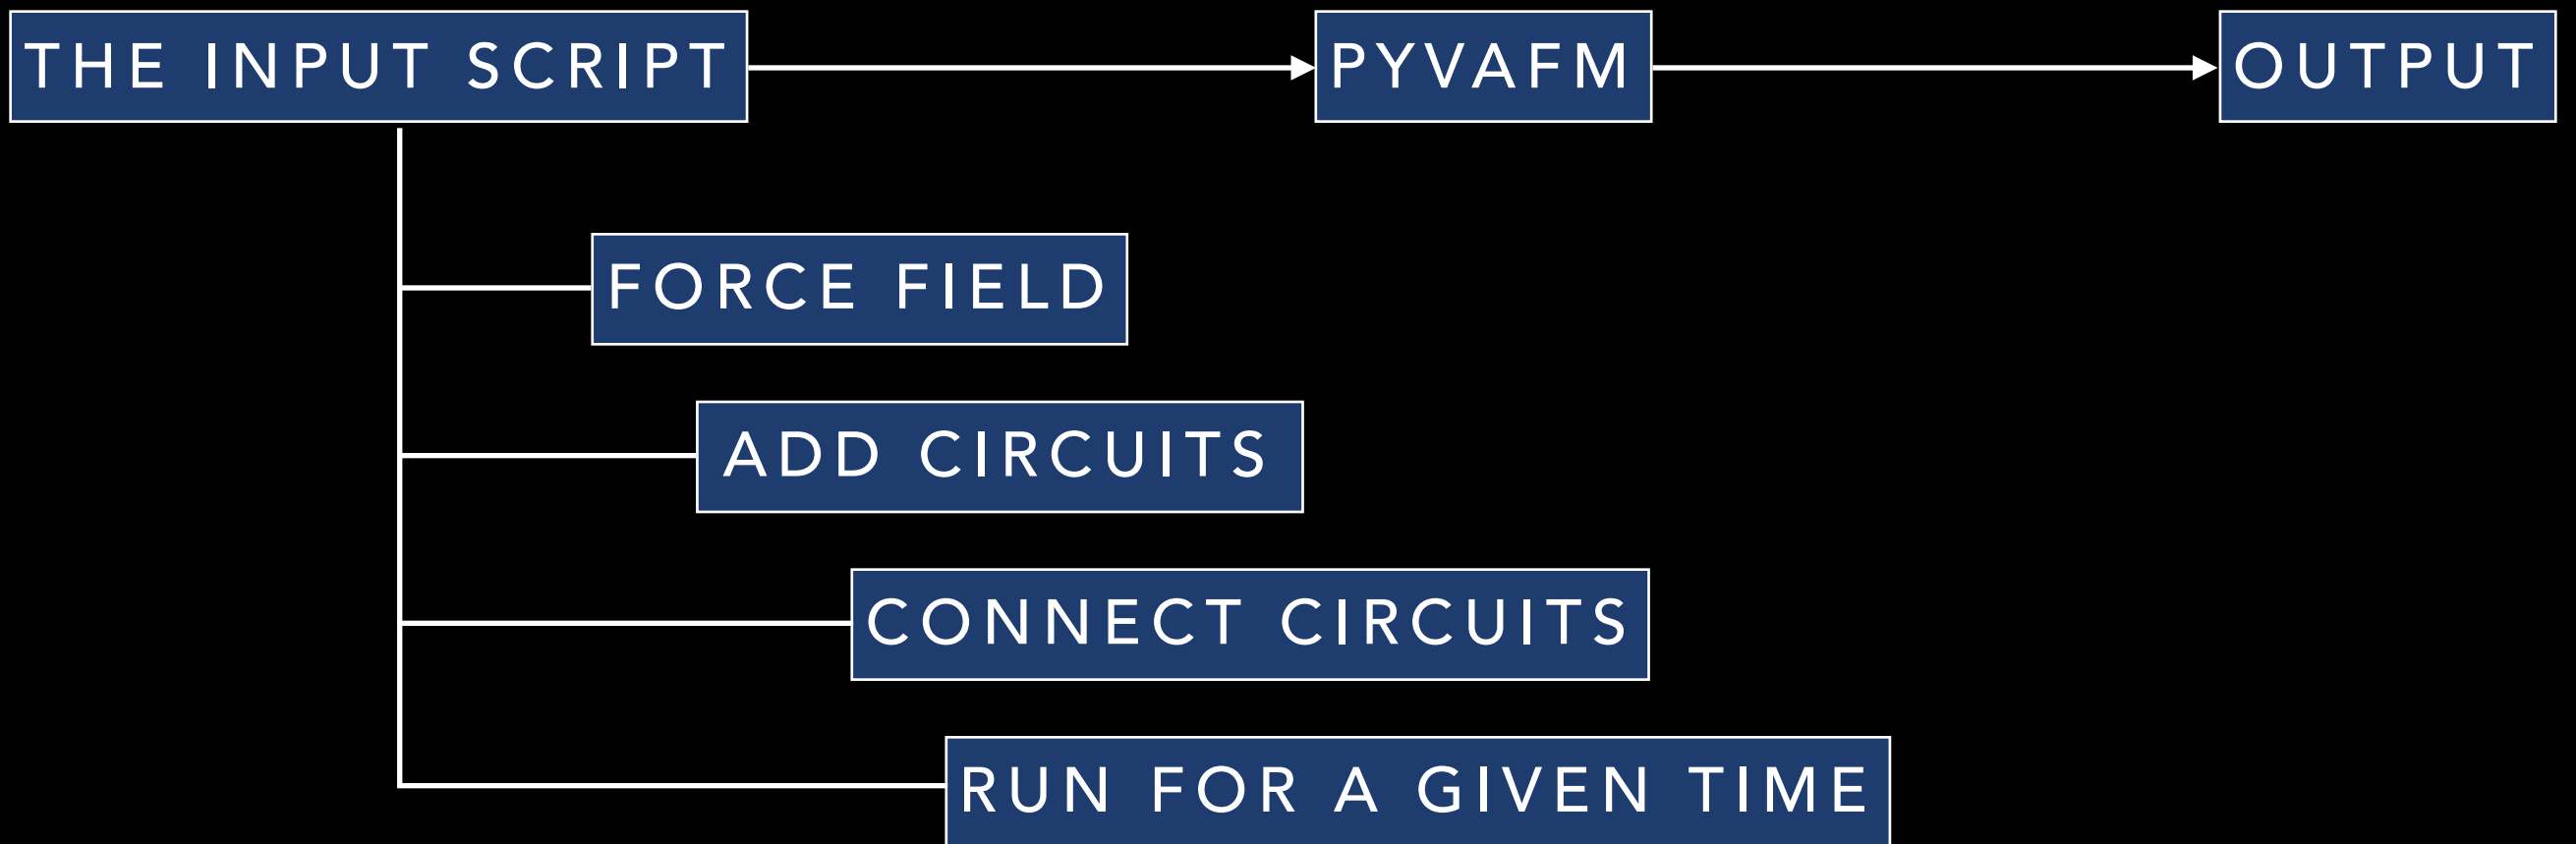 THE INPUT SCRIPT
PYVAFM
OUTPUT
FORCE FIELD
ADD CIRCUITS
CONNECT CIRCUITS
RUN FOR A GIVEN TIME